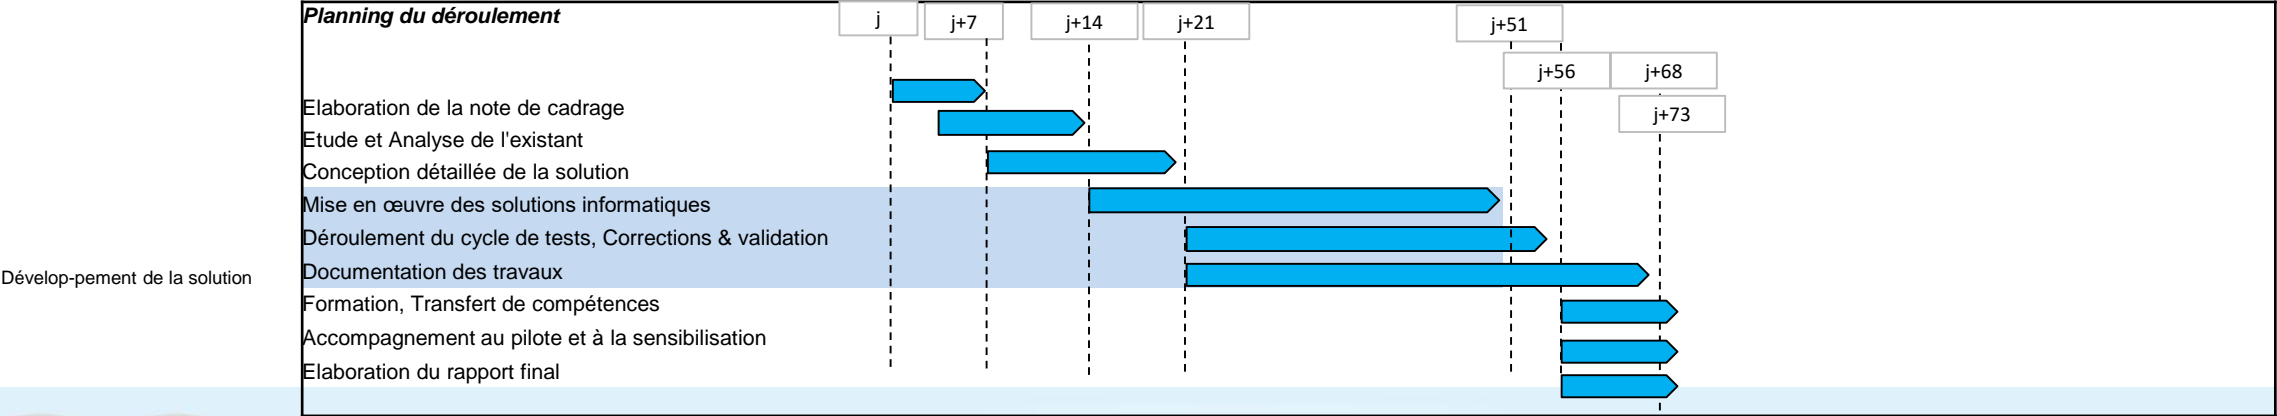 Planning du déroulement
j
j+7
j+14
j+21
j+51
j+56
j+68
j+73
Elaboration de la note de cadrage
Etude et Analyse de l'existant
Conception détaillée de la solution
Mise en œuvre des solutions informatiques
Déroulement du cycle de tests, Corrections & validation
Documentation des travaux
Dévelop-pement de la solution
Formation, Transfert de compétences
Accompagnement au pilote et à la sensibilisation
Elaboration du rapport final